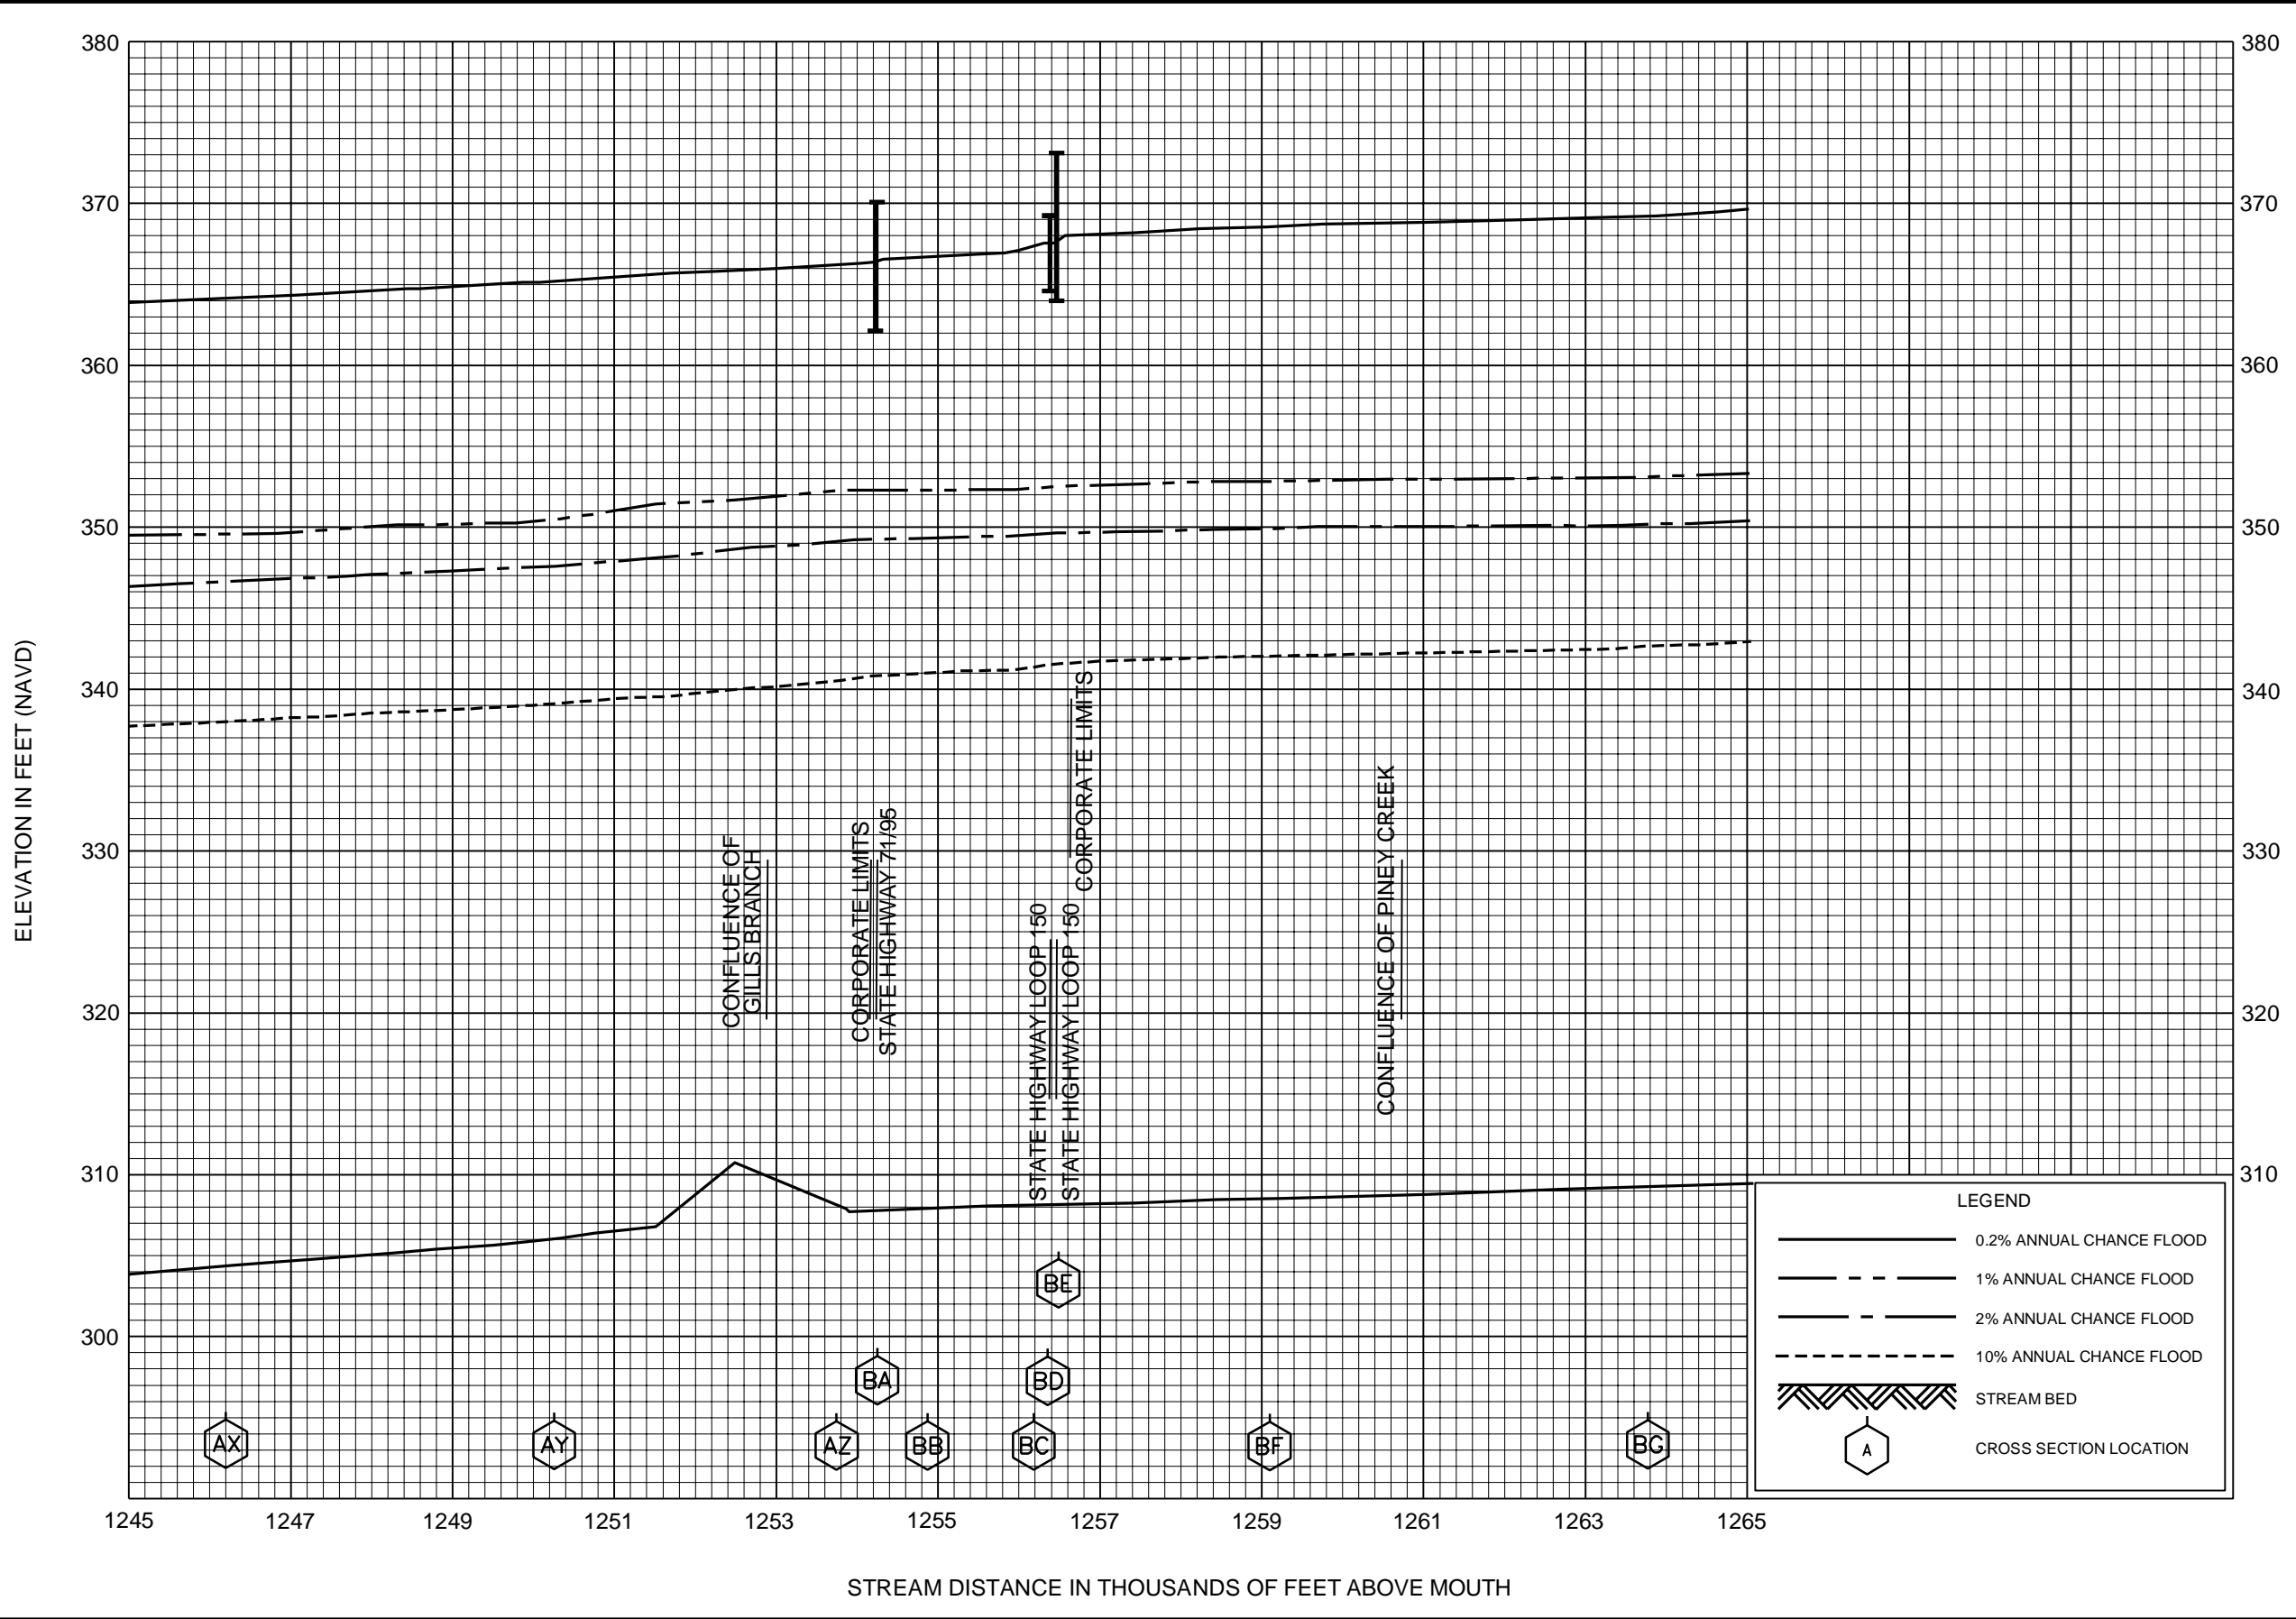 380
370
360
350
340
330
320
310
300
380
370
360
350
340
330
320
310
ELEVATION IN FEET (NAVD)
CONFLUENCE OF
GILLS BRANCH
CORPORATE LIMITS
STATE HIGHWAY 71/95
STATE HIGHWAY LOOP 150
STATE HIGHWAY LOOP 150
CORPORATE LIMITS
CONFLUENCE OF PINEY CREEK
AX
AY
AZ
BA
BB
BC
BD
BE
BF
BG
LEGEND
0.2% ANNUAL CHANCE FLOOD
1% ANNUAL CHANCE FLOOD
2% ANNUAL CHANCE FLOOD
10% ANNUAL CHANCE FLOOD
STREAM BED
A
CROSS SECTION LOCATION
1245 1247 1249 1251 1253 1255 1257 1259 1261 1263 1265
STREAM DISTANCE IN THOUSANDS OF FEET ABOVE MOUTH